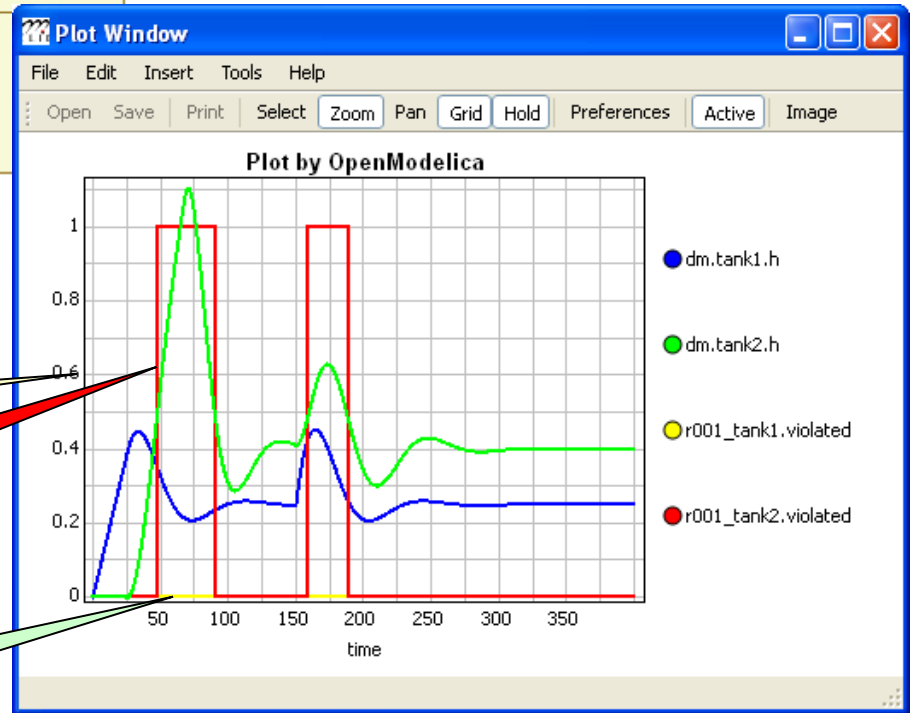 Plot Window
File Edit Insert Tools Help
Open Save Print Select Zoom Pan Grid Hold Preferences Active Image
Plot by OpenModelica
1
0.8
0.6
0.4
0.2
0
50 100 150 200 250 300 350
time
dm.tank1.h
dm.tank2.h
r001_tank1.violated
r001_tank2.violated